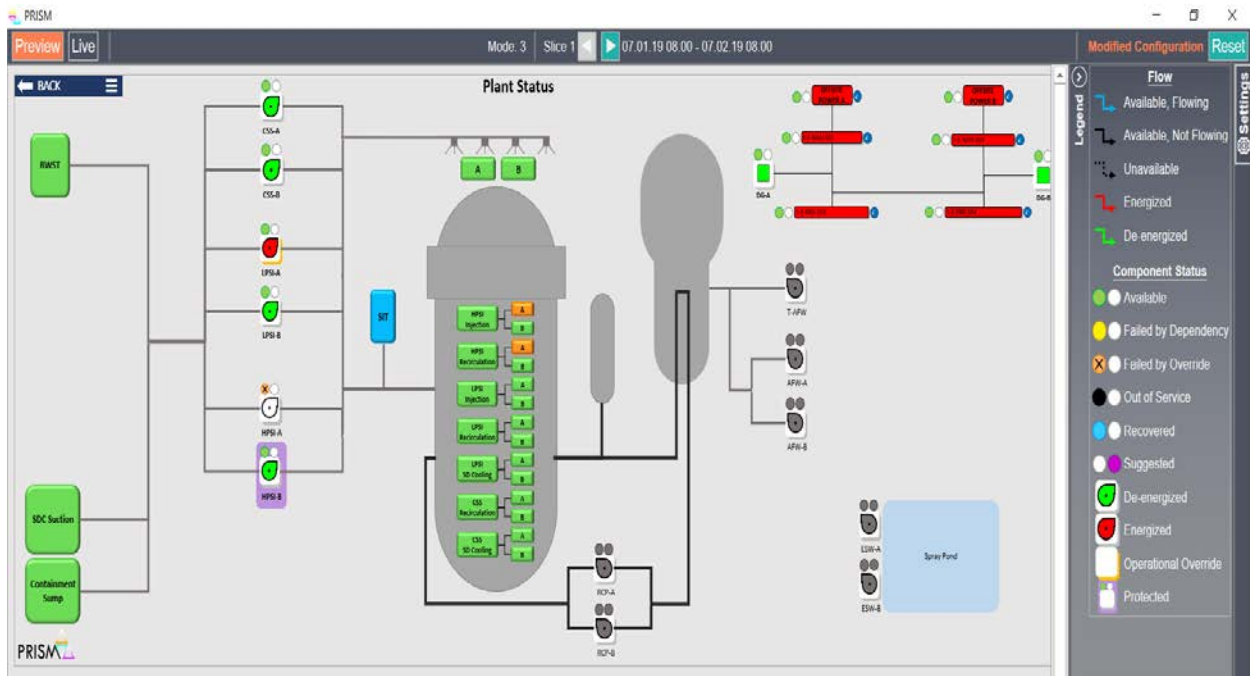 PRISM
Preview Live
Mode: 3 Slice 1 07.01.19 08.00 - 07.02.19 08.00
Modified Configuration Reset
BACK
Plant Status
RWST
CSS-A
CSS-B
LPSI-A
LPSI-B
HPSI-A
HPSI-B
SDC Suction
Containment
Sump
PRISM
A B
SIT
HPSI
Injection
A
B
HPSI
Recirculation
A
B
LPSI
Injection
A
B
LPSI
Recirculation
A
B
LPSI
SD Cooling
A
B
CSS
Recirculation
A
B
CSS
SD Cooling
A
B
RCP-A
RCP-B
OFFSITE
POWER A
OFFSITE
DG-A
DG-B
T-AFW
AFW-A
AFW-B
ESW-A
ESW-B
Spray Pond
Legend
Flow
Available, Flowing
Available, Not Flowing
Unavailable
Energized
De-energized
Component Status
Available
Failed by Dependency
X Failed by Override
Out of Service
Recovered
Suggested
De-energized
Energized
Operational Override
Protected
Settings